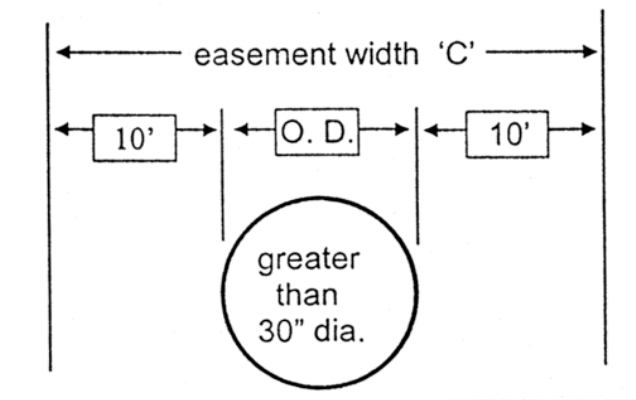 easement width 'C'
10' O. D. 10'
greater
than
30" dia.